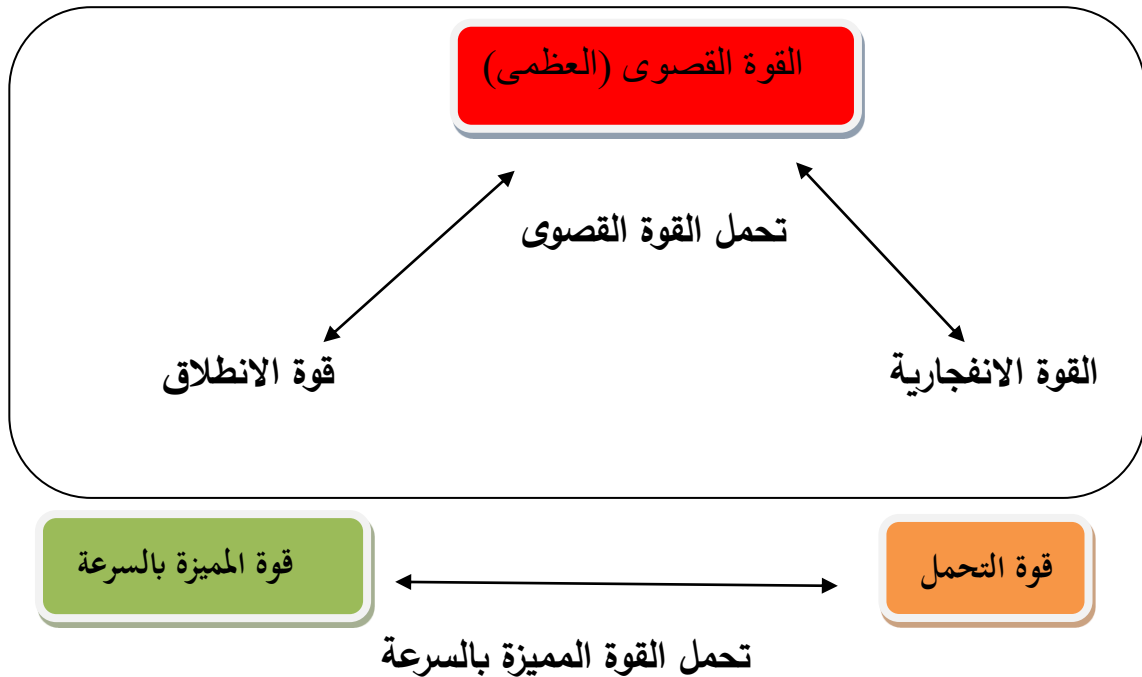 القوة القصوى (العظمى)
تحمل القوة القصوى
القوة الانفجارية
قوة الانطلاق
قوة التحمل
قوة المميزة بالسرعة
تحمل القوة المميزة بالسرعة